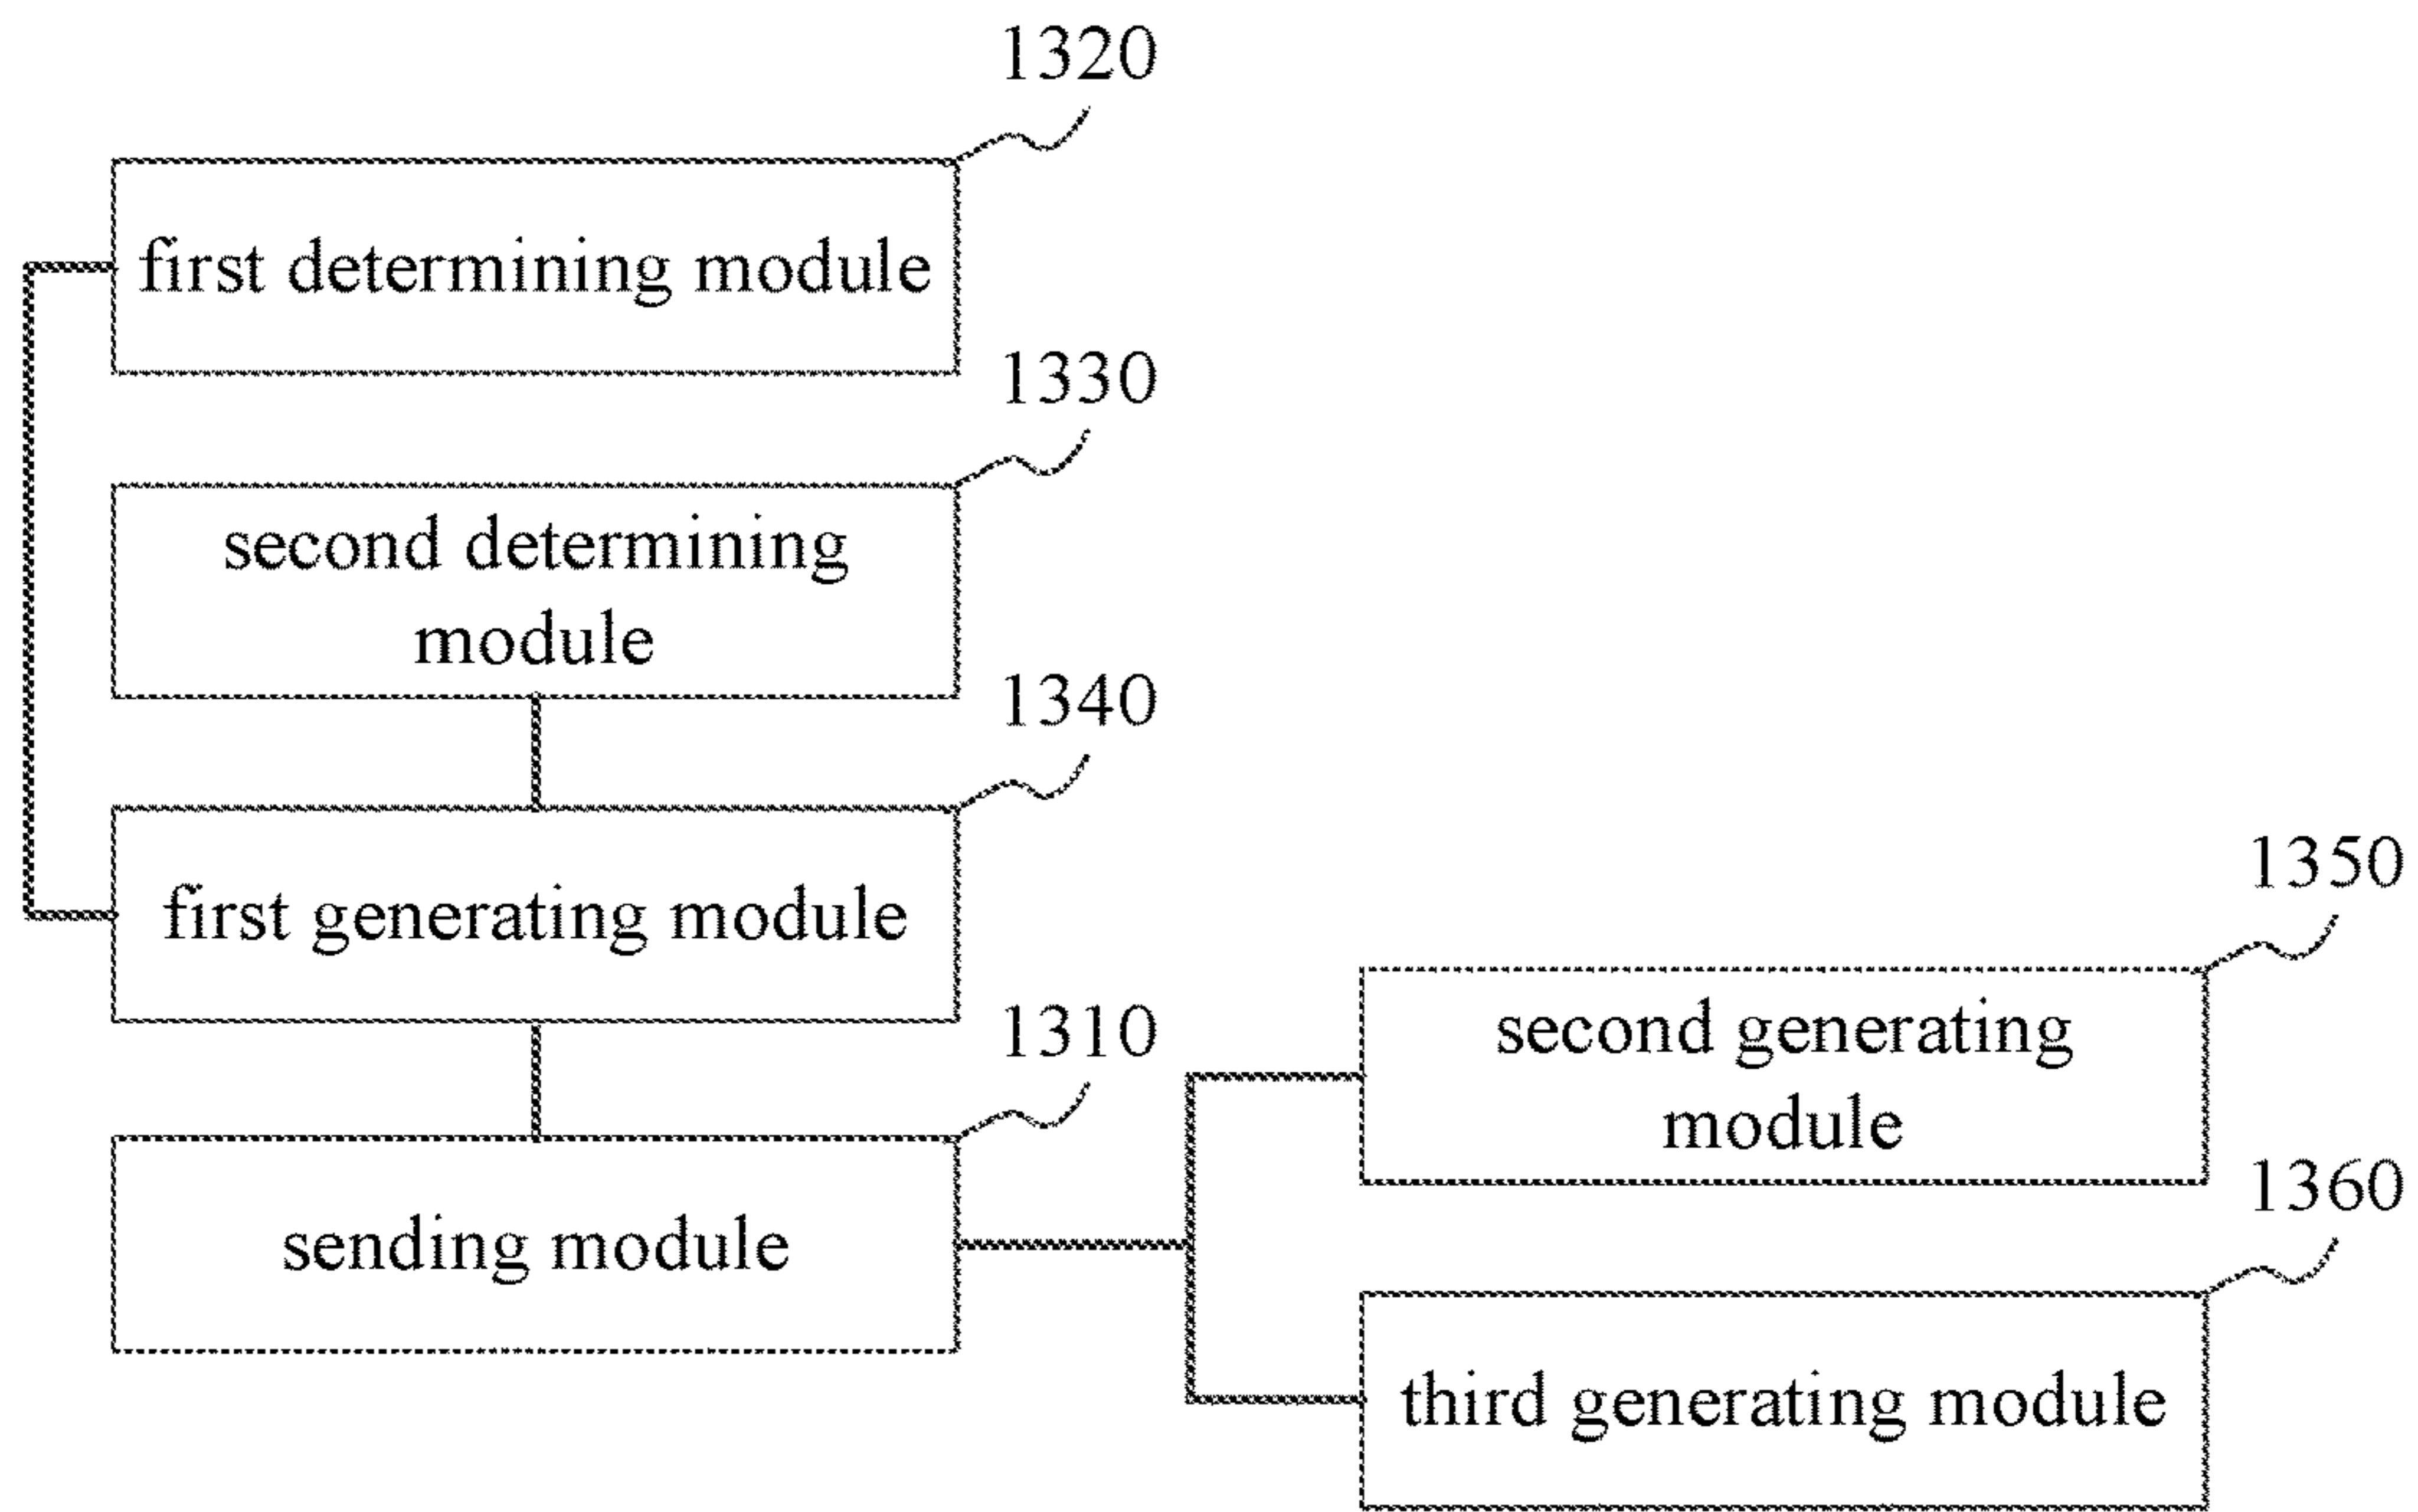 1320
first determining module
1330
second determining
module
1340
first generating module
1350
1310
second generating
module
1360
sending module
third generating module